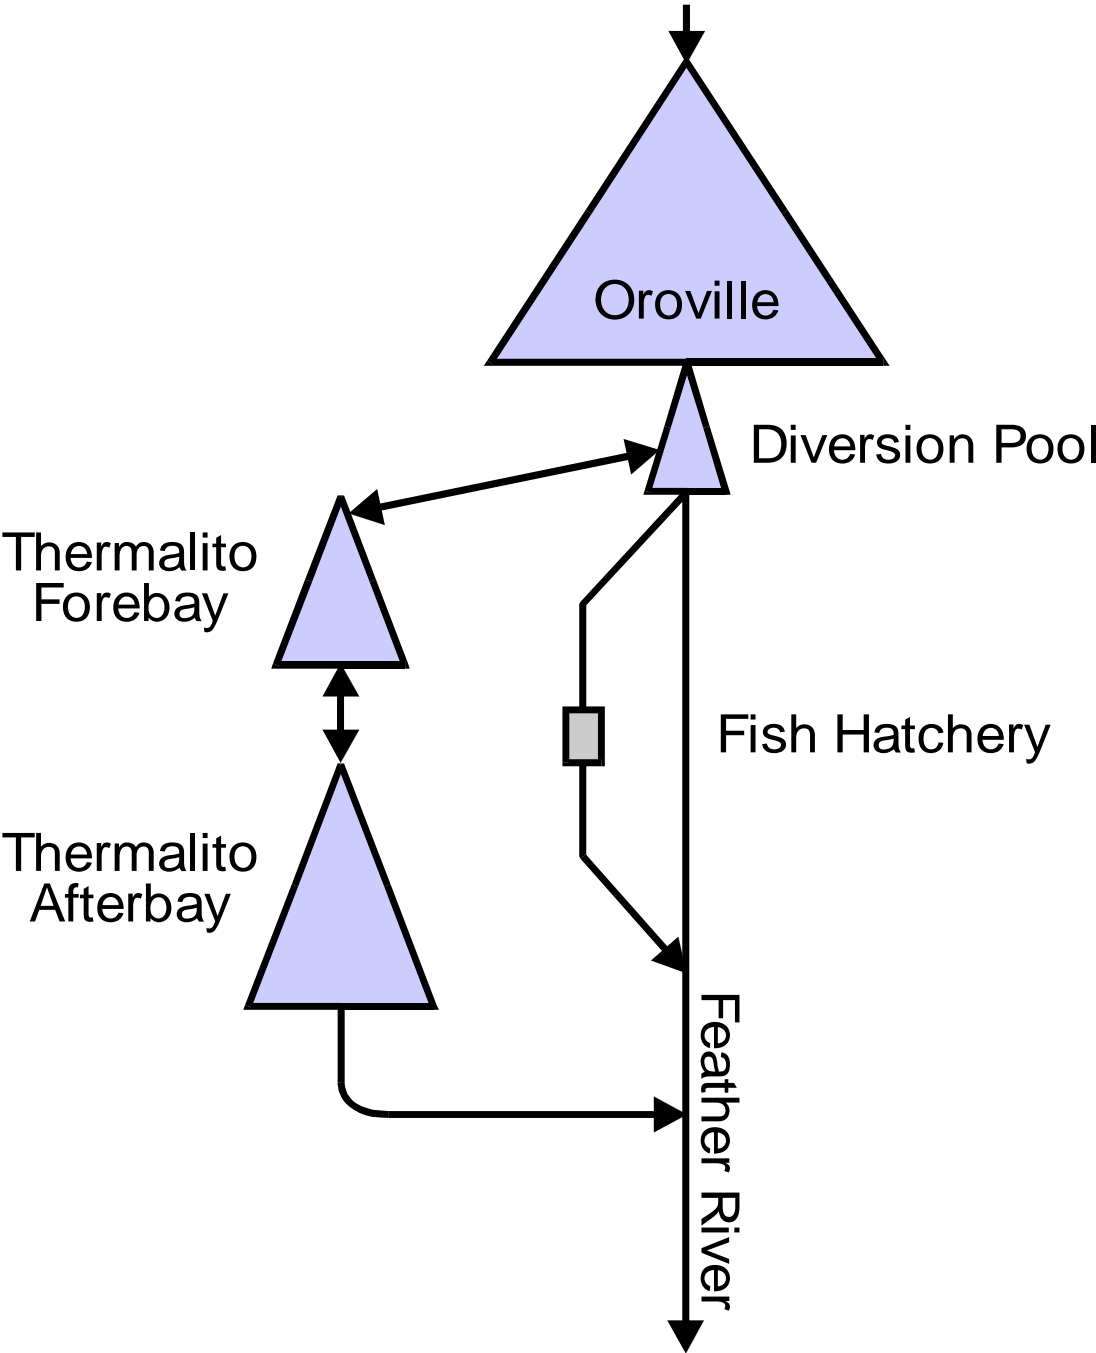 Oroville
Diversion Pool
Thermalito
Forebay
Fish Hatchery
Thermalito
Afterbay
Feather River